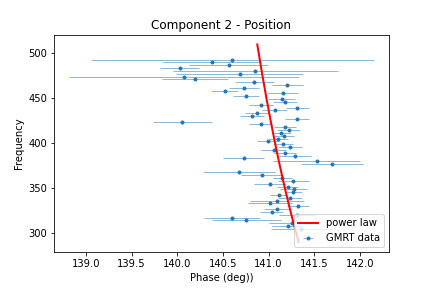 Component 2 - Position
Frequency
500
450
400
350
300
139.0 139.5 140.0 140.5 141.0 141.5 142.0
Phase (deg))
power law
GMRT data